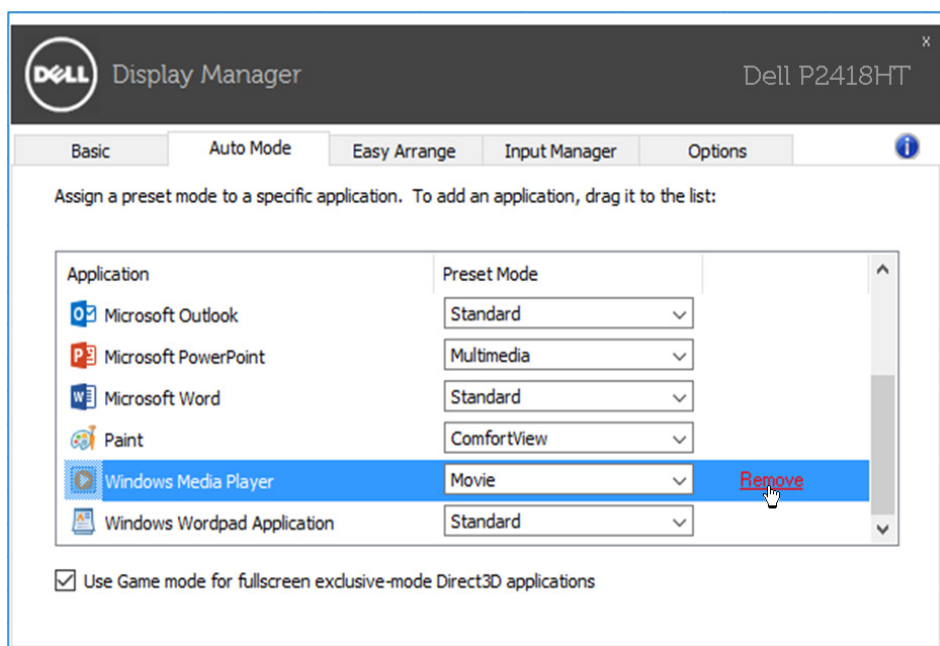 DELL Display Manager Dell P2418HT x
Basic Auto Mode Easy Arrange Input Manager Options i
Assign a preset mode to a specific application. To add an application, drag it to the list:
Application Preset Mode
Microsoft Outlook Standard
Microsoft PowerPoint Multimedia
Microsoft Word Standard
Paint ComfortView
Windows Media Player Movie Remove
Windows Wordpad Application Standard
Use Game mode for fullscreen exclusive-mode Direct3D applications